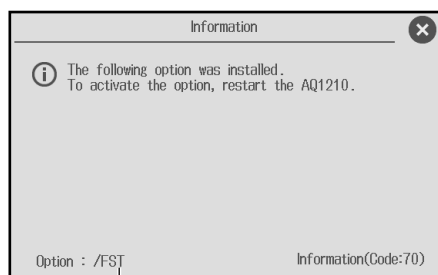 Information
The following option was installed.
To activate the option, restart the AQ1210.
Option : /FST
Information(Code:70)